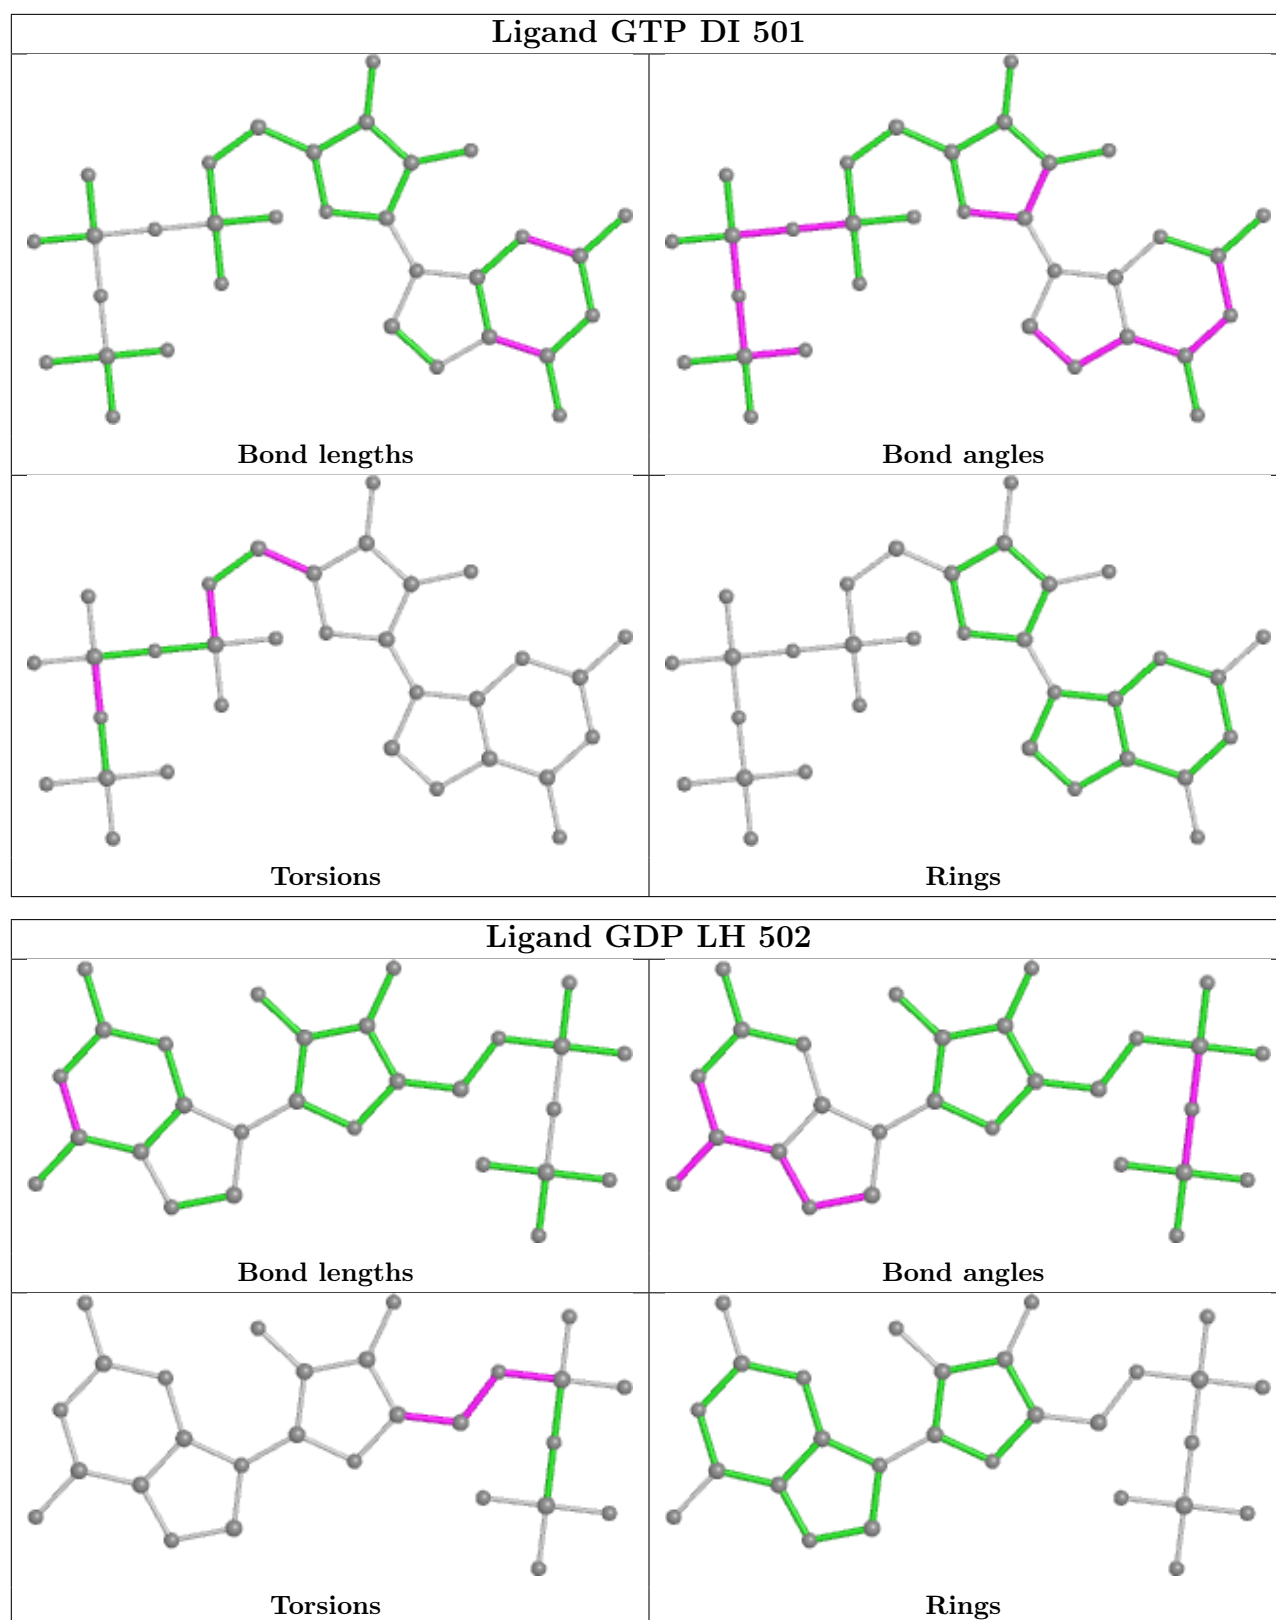 Ligand GTP DI 501
Bond lengths
Bond angles
Torsions
Rings
Ligand GDP LH 502
Bond lengths
Bond angles
Torsions
Rings